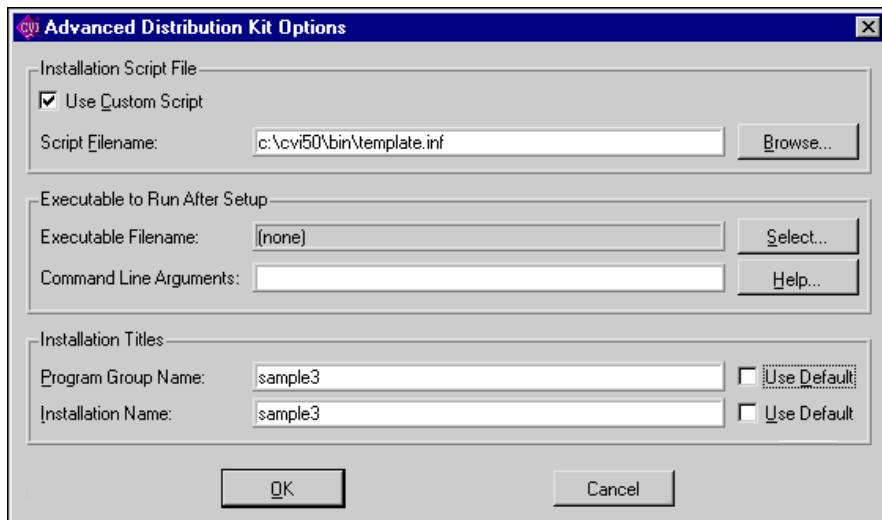 CVI Advanced Distribution Kit Options
Installation Script File
Use Custom Script
Script Filename: c:\cvi50\bin\template.inf Browse...
Executable to Run After Setup
Executable Filename: (none) Select...
Command Line Arguments: Help...
Installation Titles
Program Group Name: sample3 Use Default
Installation Name: sample3 Use Default
OK Cancel